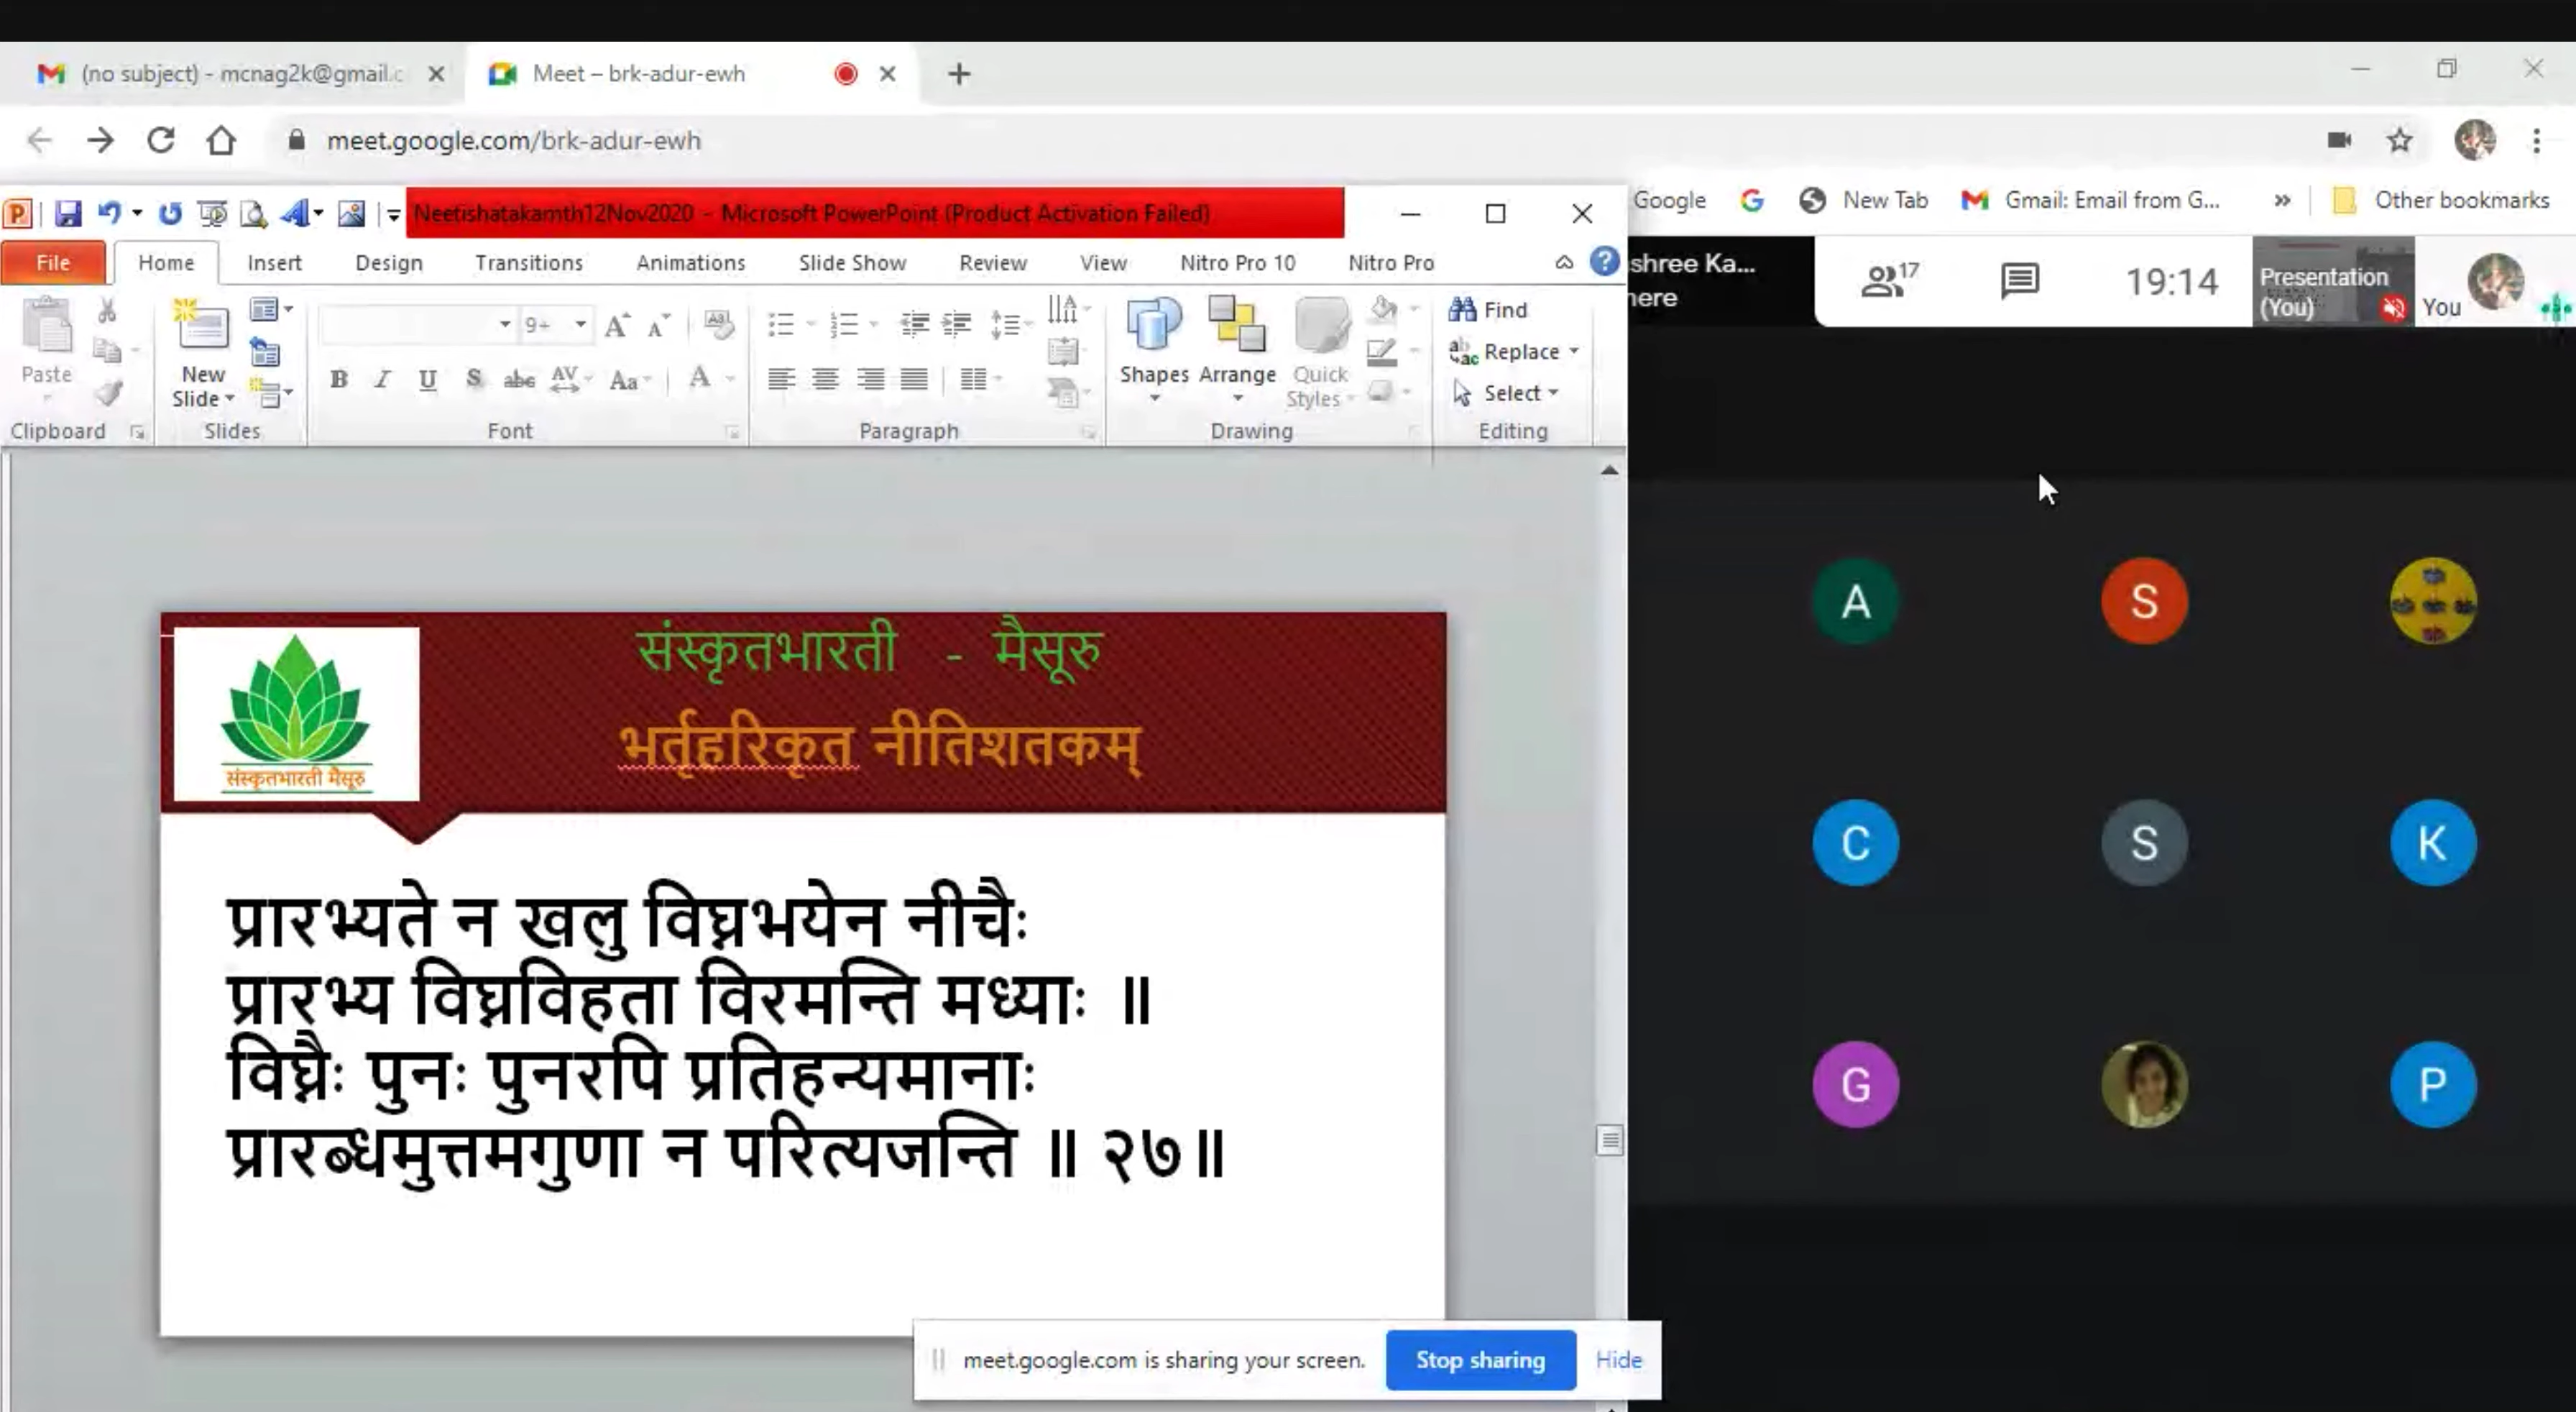 (no subject) - mcnag2k@gmail.c
Meet – brk-adur-ewh
meet.google.com/brk-adur-ewh
Google
New Tab
Gmail: Email from G...
»
Other bookmarks
Neetishatakamth12Nov2020 - Microsoft PowerPoint (Product Activation Failed)
File Home Insert Design Transitions Animations Slide Show Review View Nitro Pro 10 Nitro Pro
shree Ka...
here
17
19:14
Presentation
(You)
You
Paste
New
Slide
9+
Shapes Arrange Quick
Styles
Find
Replace
Select
Clipboard Slides Font Paragraph Drawing Editing
संस्कृतभारती - मैसूरु
भर्तृहरिकृत नीतिशतकम्
संस्कृतभारती मैसूरु
प्रारभ्यते न खलु विघ्नभयेन नीचैः
प्रारभ्य विघ्नविहता विरमन्ति मध्याः ॥
विघ्नैः पुनः पुनरपि प्रतिहन्यमानाः
प्रारब्धमुत्तमगुणा न परित्यजन्ति ॥ २७॥
A S
C S K
G P
meet.google.com is sharing your screen. Stop sharing Hide